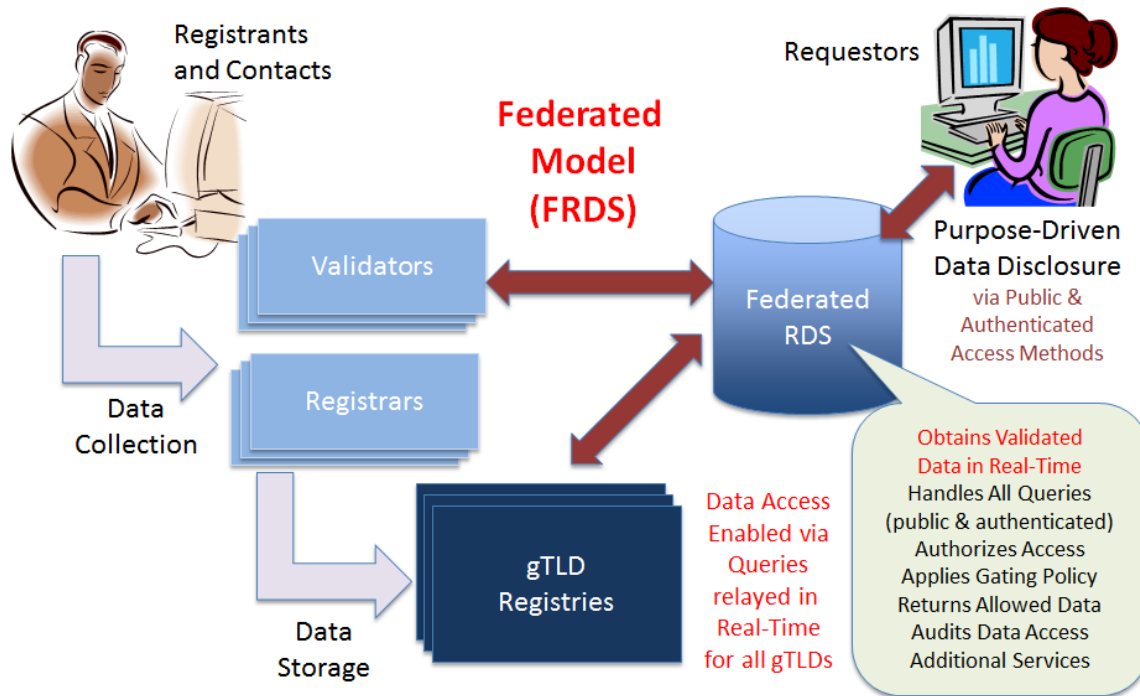 Registrants
and Contacts
Requestors
Federated
Model
(FRDS)
Validators
Federated
RDS
Purpose-Driven
Data Disclosure
via Public &
Authenticated
Access Methods
Registrars
Data
Collection
gTLD
Registries
Data
Storage
Data Access
Enabled via
Queries
relayed in
Real-Time
for all gTLDs
Obtains Validated
Data in Real-Time
Handles All Queries
(public & authenticated)
Authorizes Access
Applies Gating Policy
Returns Allowed Data
Audits Data Access
Additional Services